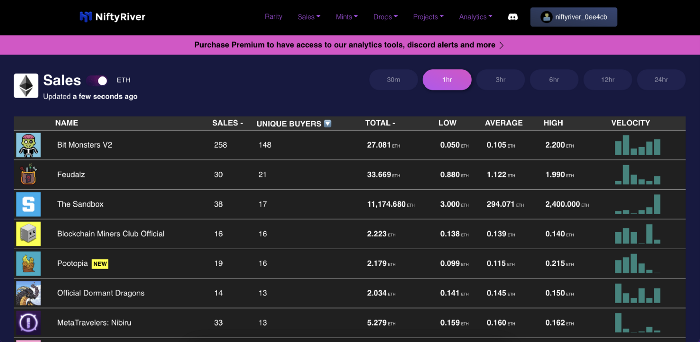 NiftyRiver
Rarity Sales Mints Drops Projects Analytics niftyriver_0ee4cb
Purchase Premium to have access to our analytics tools, discord alerts and more >
Sales ETH
Updated a few seconds ago
30m 1hr 3hr 6hr 12hr 24hr
NAME SALES - UNIQUE BUYERS TOTAL - LOW AVERAGE HIGH VELOCITY
Bit Monsters V2 258 148 27.081 ETH 0.050 ETH 0.105 ETH 2.200 ETH
Feudalz 30 21 33.669 ETH 0.880 ETH 1.122 ETH 1.990 ETH
The Sandbox 38 17 11,174.680 ETH 3.000 ETH 294.071 ETH 2,400.000 ETH
Blockchain Miners Club Official 16 16 2.223 ETH 0.138 ETH 0.139 ETH 0.140 ETH
Pootopia NEW 19 16 2.179 ETH 0.099 ETH 0.115 ETH 0.215 ETH
Official Dormant Dragons 14 13 2.034 ETH 0.141 ETH 0.145 ETH 0.150 ETH
MetaTravelers: Nibiru 33 13 5.279 ETH 0.159 ETH 0.160 ETH 0.162 ETH